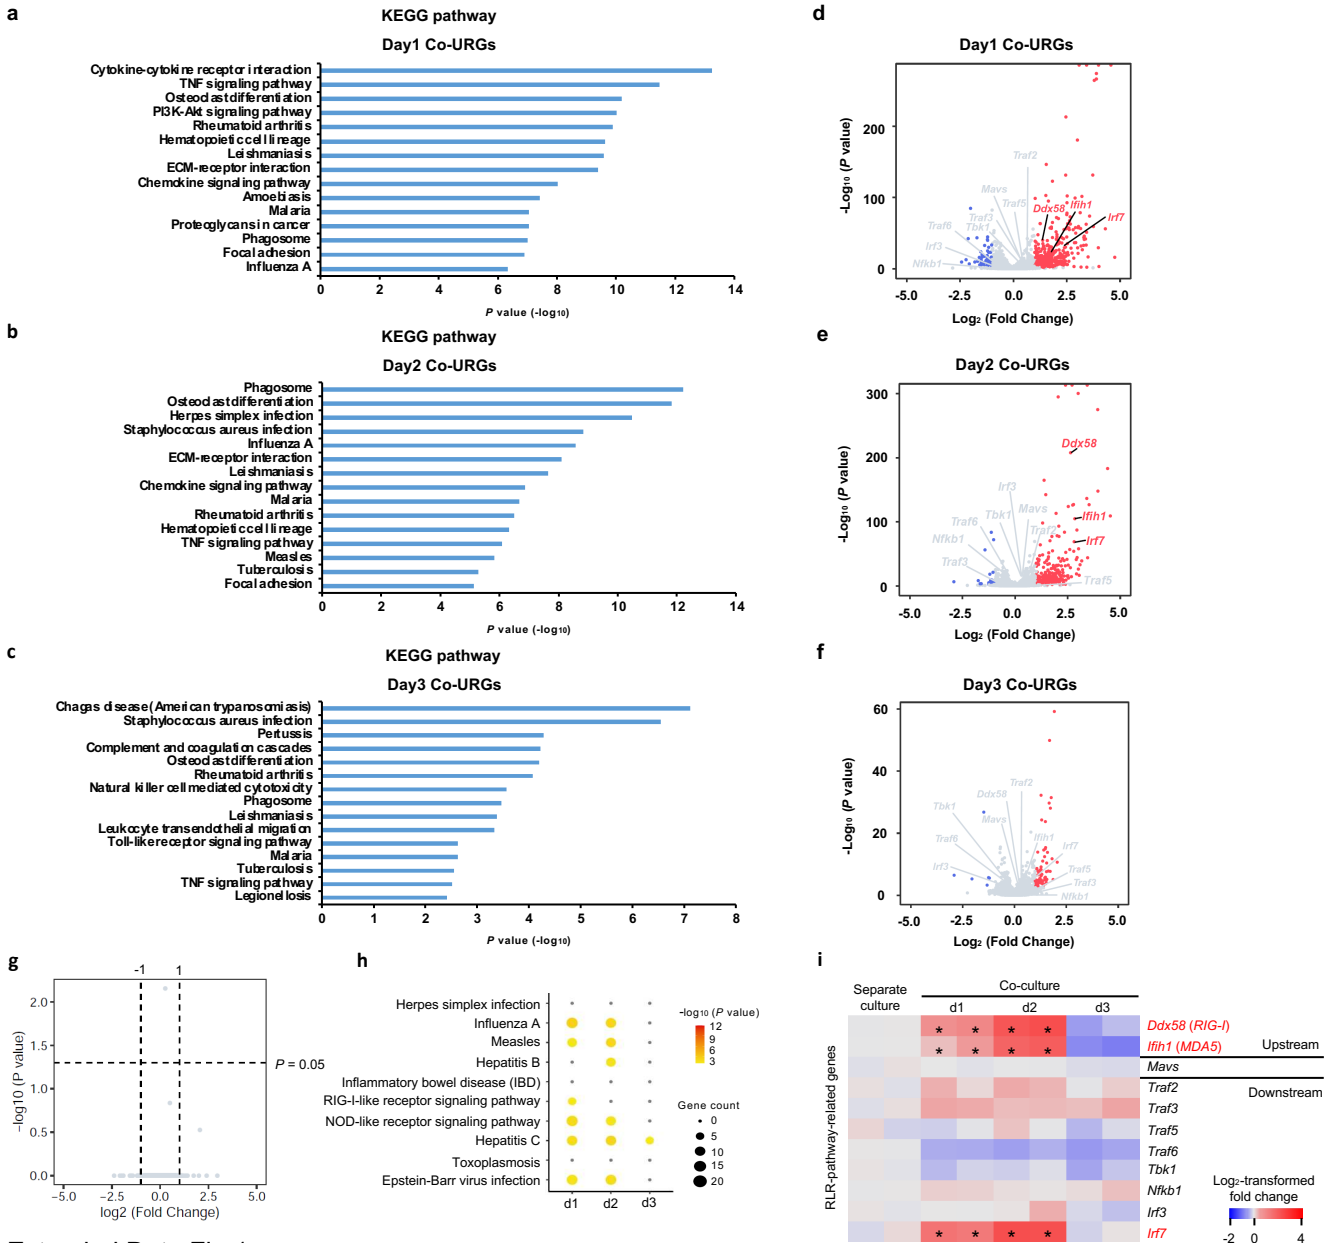 a
KEGG pathway
Day1 Co-URGs
Cytokine-cytokine receptor interaction
TNF signaling pathway
Osteoclast differentiation
PI3K-Akt signaling pathway
Rheumatoid arthritis
Hematopoietic cell lineage
Leishmaniasis
ECM-receptor interaction
Chemokine signaling pathway
Amoebiasis
Malaria
Proteoglycans in cancer
Phagosome
Focal adhesion
Influenza A
0 2 4 6 8 10 12 14
P value (-log10)
b
KEGG pathway
Day2 Co-URGs
Phagosome
Osteoclast differentiation
Herpes simplex infection
Staphylococcus aureus infection
Influenza A
ECM-receptor interaction
Leishmaniasis
Chemokine signaling pathway
Malaria
Rheumatoid arthritis
Hematopoietic cell lineage
TNF signaling pathway
Measles
Tuberculosis
Focal adhesion
0 2 4 6 8 10 12 14
P value (-log10)
c
KEGG pathway
Day3 Co-URGs
Chagas disease (American trypanosomiasis)
Staphylococcus aureus infection
Pertussis
Complement and coagulation cascades
Osteoclast differentiation
Rheumatoid arthritis
Natural killer cell mediated cytotoxicity
Phagosome
Leishmaniasis
Leukocyte transendothelial migration
Toll-like receptor signaling pathway
Malaria
Tuberculosis
TNF signaling pathway
Legionellosis
0 1 2 3 4 5 6 7 8
P value (-log10)
d
Day1 Co-URGs
-Log10 (P value)
200
100
0
Traf2
Mavs
Traf5
Ddx58
Ifih1
Irf7
Traf3
Traf6
Tbk1
Irf3
Nfkb1
-5.0 -2.5 0.0 2.5 5.0
Log2 (Fold Change)
e
Day2 Co-URGs
-Log10 (P value)
300
200
100
0
Ddx58
Irf3
Mavs
Tbk1
Ifih1
Traf6
Traf2
Nfkb1
Irf7
Traf3
Traf5
-5.0 -2.5 0.0 2.5 5.0
Log2 (Fold Change)
f
Day3 Co-URGs
-Log10 (P value)
60
40
20
0
Traf2
Ddx58
Tbk1
Mavs
Traf6
Ifih1
Irf7
Irf3
Traf5
Traf3
Nfkb1
-5.0 -2.5 0.0 2.5 5.0
Log2 (Fold Change)
g
-1 1
-log10 (P value)
2.0
1.5
1.0
0.5
0.0
P = 0.05
-5.0 -2.5 0.0 2.5 5.0
log2 (Fold Change)
h
Herpes simplex infection
Influenza A
Measles
Hepatitis B
Inflammatory bowel disease (IBD)
RIG-I-like receptor signaling pathway
NOD-like receptor signaling pathway
Hepatitis C
Toxoplasmosis
Epstein-Barr virus infection
d1 d2 d3
-log10 (P value)
12
9
6
3
Gene count
0
5
10
15
20
i
Separate culture
Co-culture
d1 d2 d3
RLR-pathway-related genes
* * * *
Ddx58 (RIG-I)
* * * *
Ifih1 (MDA5)
Upstream
Mavs
Traf2
Downstream
Traf3
Traf5
Traf6
Tbk1
Nfkb1
Irf3
* * * *
Irf7
Log2-transformed
fold change
-2 0 4